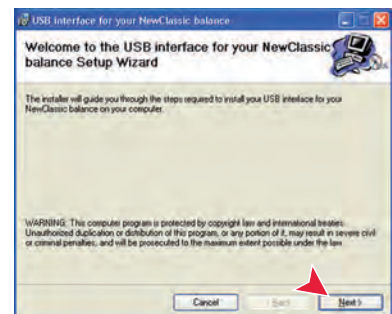 USB interface for your NewClassic balance
Welcome to the USB interface for your NewClassic
balance Setup Wizard
The installer will guide you through the steps required to install your USB interface for your
NewClassic balance on your computer.
WARNING: This computer program is protected by copyright law and international treaties.
Unauthorized duplication or distribution of this program, or any portion of it, may result in severe civil
or criminal penalties, and will be prosecuted to the maximum extent possible under the law.
Cancel
< Back
Next >